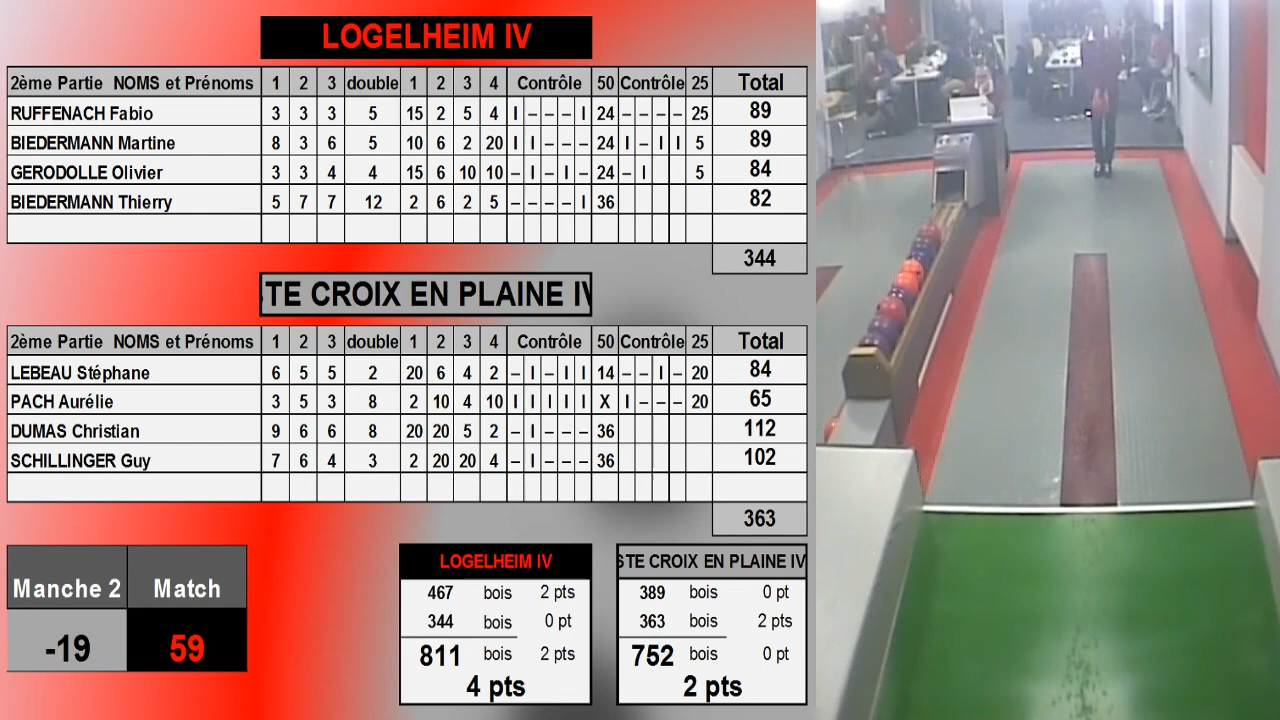 LOGELHEIM IV
2ème Partie NOMS et Prénoms 1 2 3 double 1 2 3 4 Contrôle 50 Contrôle 25 Total
RUFFENACH Fabio 3 3 3 5 15 2 5 4 I – – – I 24 – – – – 25 89
BIEDERMANN Martine 8 3 6 5 10 6 2 20 I I – – – 24 I – I I 5 89
GERODOLLE Olivier 3 3 4 4 15 6 10 10 – I – I – 24 – I 5 84
BIEDERMANN Thierry 5 7 7 12 2 6 2 5 – – – – I 36 82
344
STE CROIX EN PLAINE IV
2ème Partie NOMS et Prénoms 1 2 3 double 1 2 3 4 Contrôle 50 Contrôle 25 Total
LEBEAU Stéphane 6 5 5 2 20 6 4 2 – I – I I 14 – – I – 20 84
PACH Aurélie 3 5 3 8 2 10 4 10 I I I I I X I – – – 20 65
DUMAS Christian 9 6 6 8 20 20 5 2 – I – – – 36 112
SCHILLINGER Guy 7 6 4 3 2 20 20 4 – I – – – 36 102
363
Manche 2 Match
-19 59
LOGELHEIM IV
467 bois 2 pts
344 bois 0 pt
811 bois 2 pts
4 pts
STE CROIX EN PLAINE IV
389 bois 0 pt
363 bois 2 pts
752 bois 0 pt
2 pts